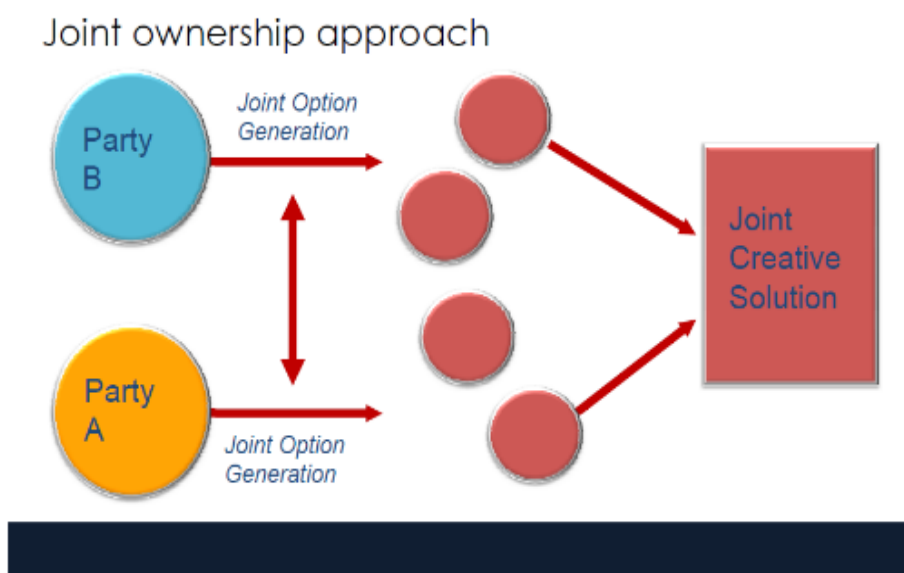 Joint ownership approach
Joint Option
Generation
Party
B
Joint
Creative
Solution
Party
A
Joint Option
Generation